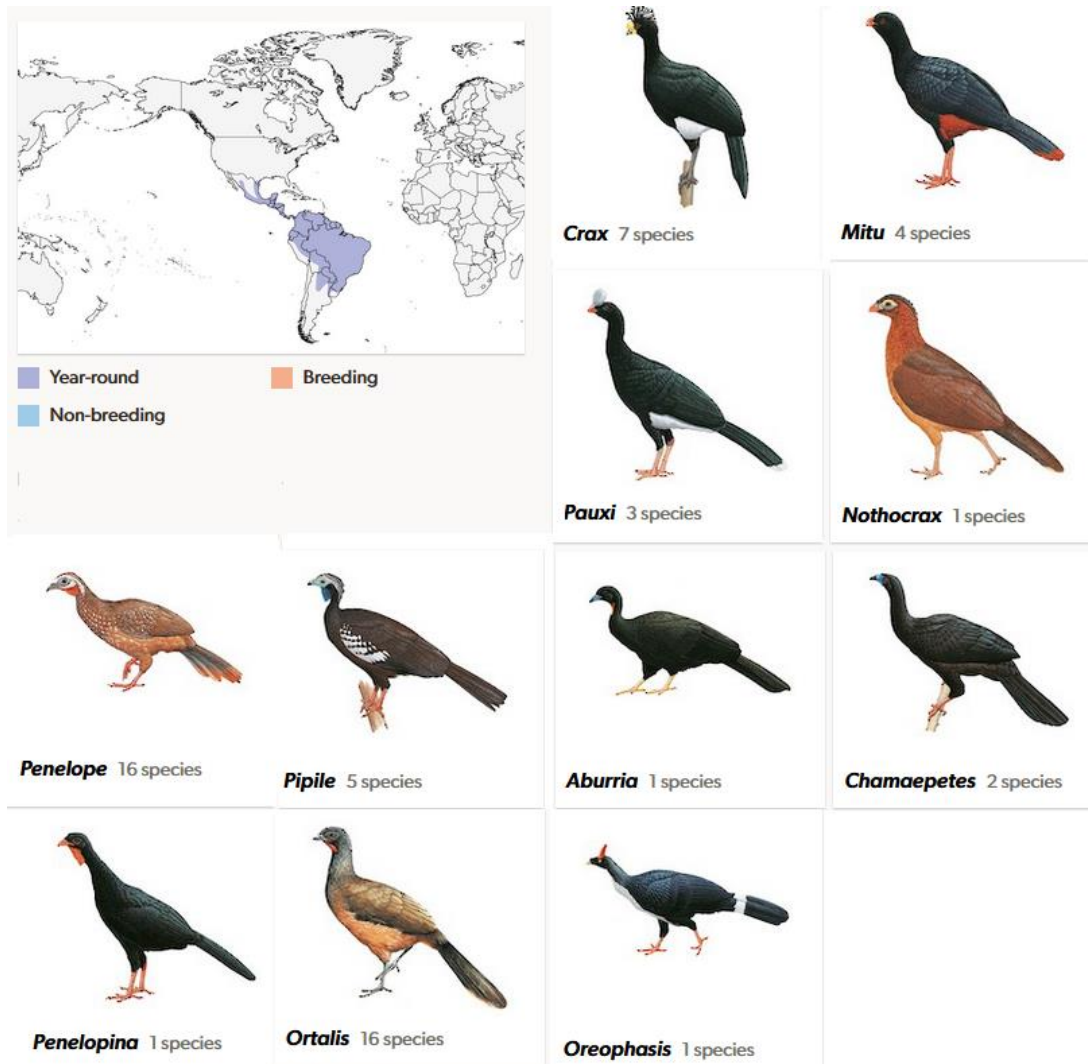 Year-round
Breeding
Non-breeding
Crax 7 species
Mitu 4 species
Pauxi 3 species
Nothocrax 1 species
Penelope 16 species
Pipile 5 species
Aburria 1 species
Chamaepetes 2 species
Penelopina 1 species
Ortalis 16 species
Oreophasis 1 species